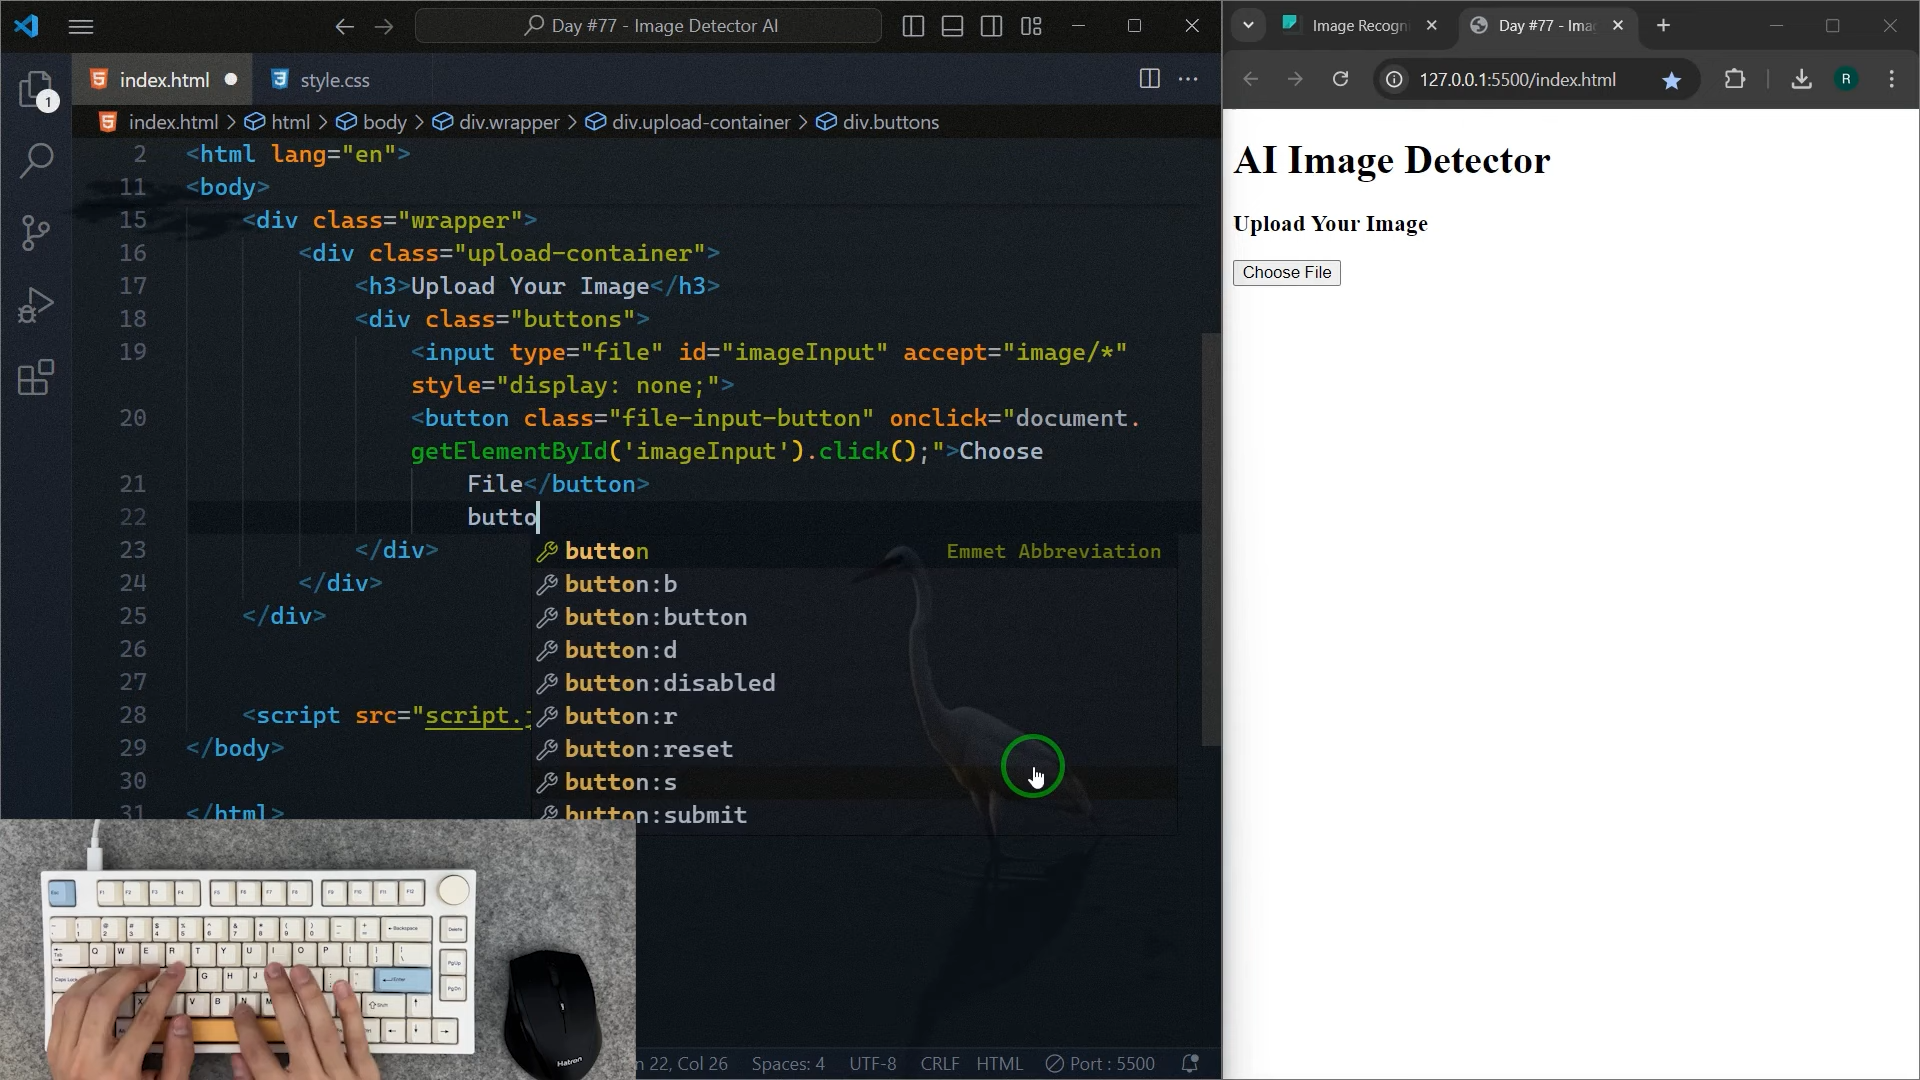 Day #77 - Image Detector AI
index.html
style.css
index.html > html > body > div.wrapper > div.upload-container > div.buttons
1
2 <html lang="en">
11 <body>
15 <div class="wrapper">
16 <div class="upload-container">
17 <h3>Upload Your Image</h3>
18 <div class="buttons">
19 <input type="file" id="imageInput" accept="image/*"
style="display: none;">
20 <button class="file-input-button" onclick="document.
getElementById('imageInput').click();">Choose
21 File</button>
22 butto
23 </div>
24 </div>
25 </div>
26
27
28 <script src="script.j
29 </body>
30
31 </html>
button Emmet Abbreviation
button:b
button:button
button:d
button:disabled
button:r
button:reset
button:s
button:submit
n 22, Col 26 Spaces: 4 UTF-8 CRLF HTML Port : 5500
Image Recogn
Day #77 - Imag
127.0.0.1:5500/index.html
R
AI Image Detector
Upload Your Image
Choose File
Halron